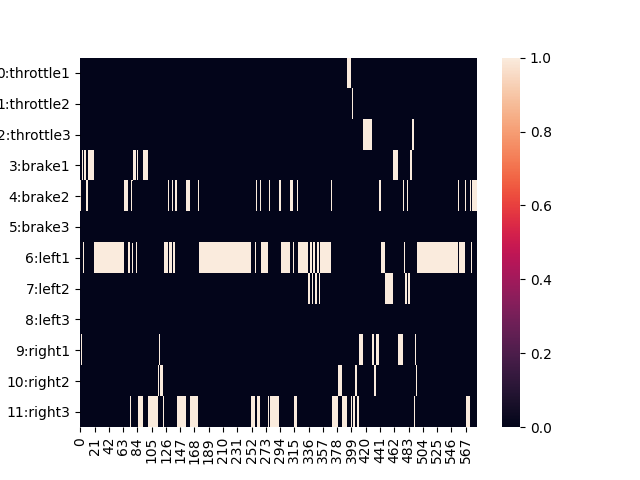 0:throttle1
1:throttle2
2:throttle3
3:brake1
4:brake2
5:brake3
6:left1
7:left2
8:left3
9:right1
10:right2
11:right3
0 21 42 63 84 105 126 147 168 189 210 231 252 273 294 315 336 357 378 399 420 441 462 483 504 525 546 567
1.0
0.8
0.6
0.4
0.2
0.0